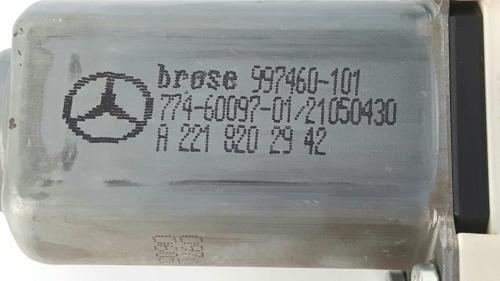 brose 997460-101
774-60097-01/21050430
A 221 820 29 42